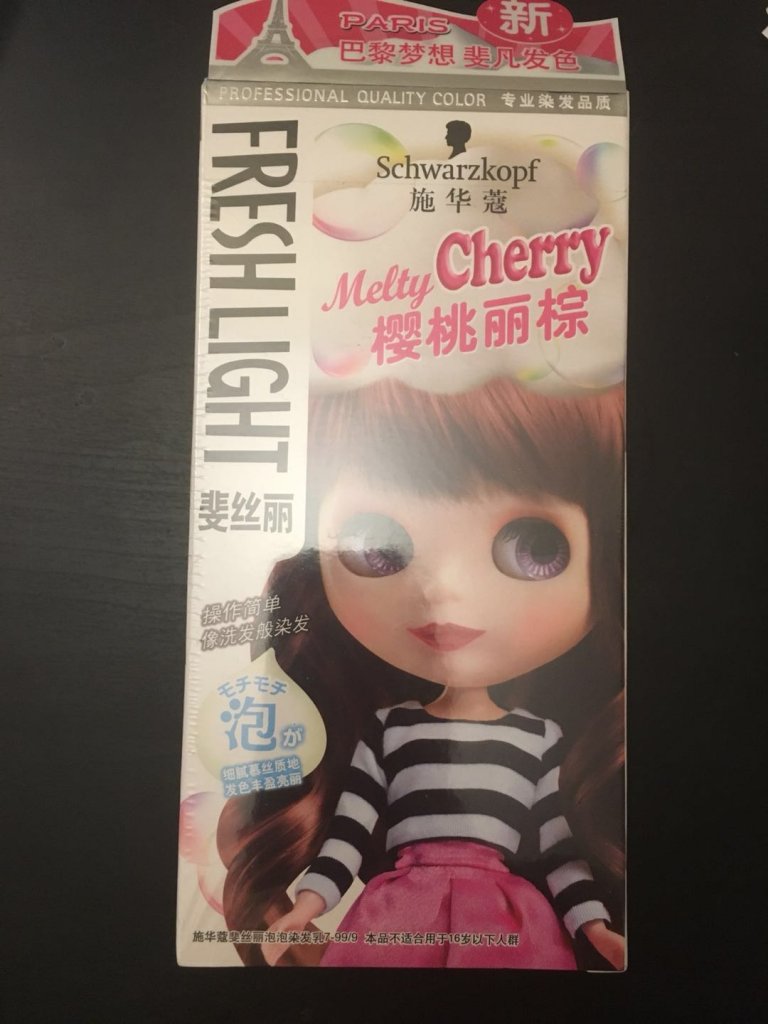 PARIS
新
巴黎梦想 斐凡发色
PROFESSIONAL QUALITY COLOR 专业染发品质
FRESH LIGHT
斐丝丽
Schwarzkopf
施华蔻
Melty Cherry
樱桃丽棕
操作简单
像洗发般染发
モチモチ
泡が
细腻慕丝质地
发色丰盈亮丽
施华蔻斐丝丽泡泡染发乳7-99/9 本品不适合用于16岁以下人群